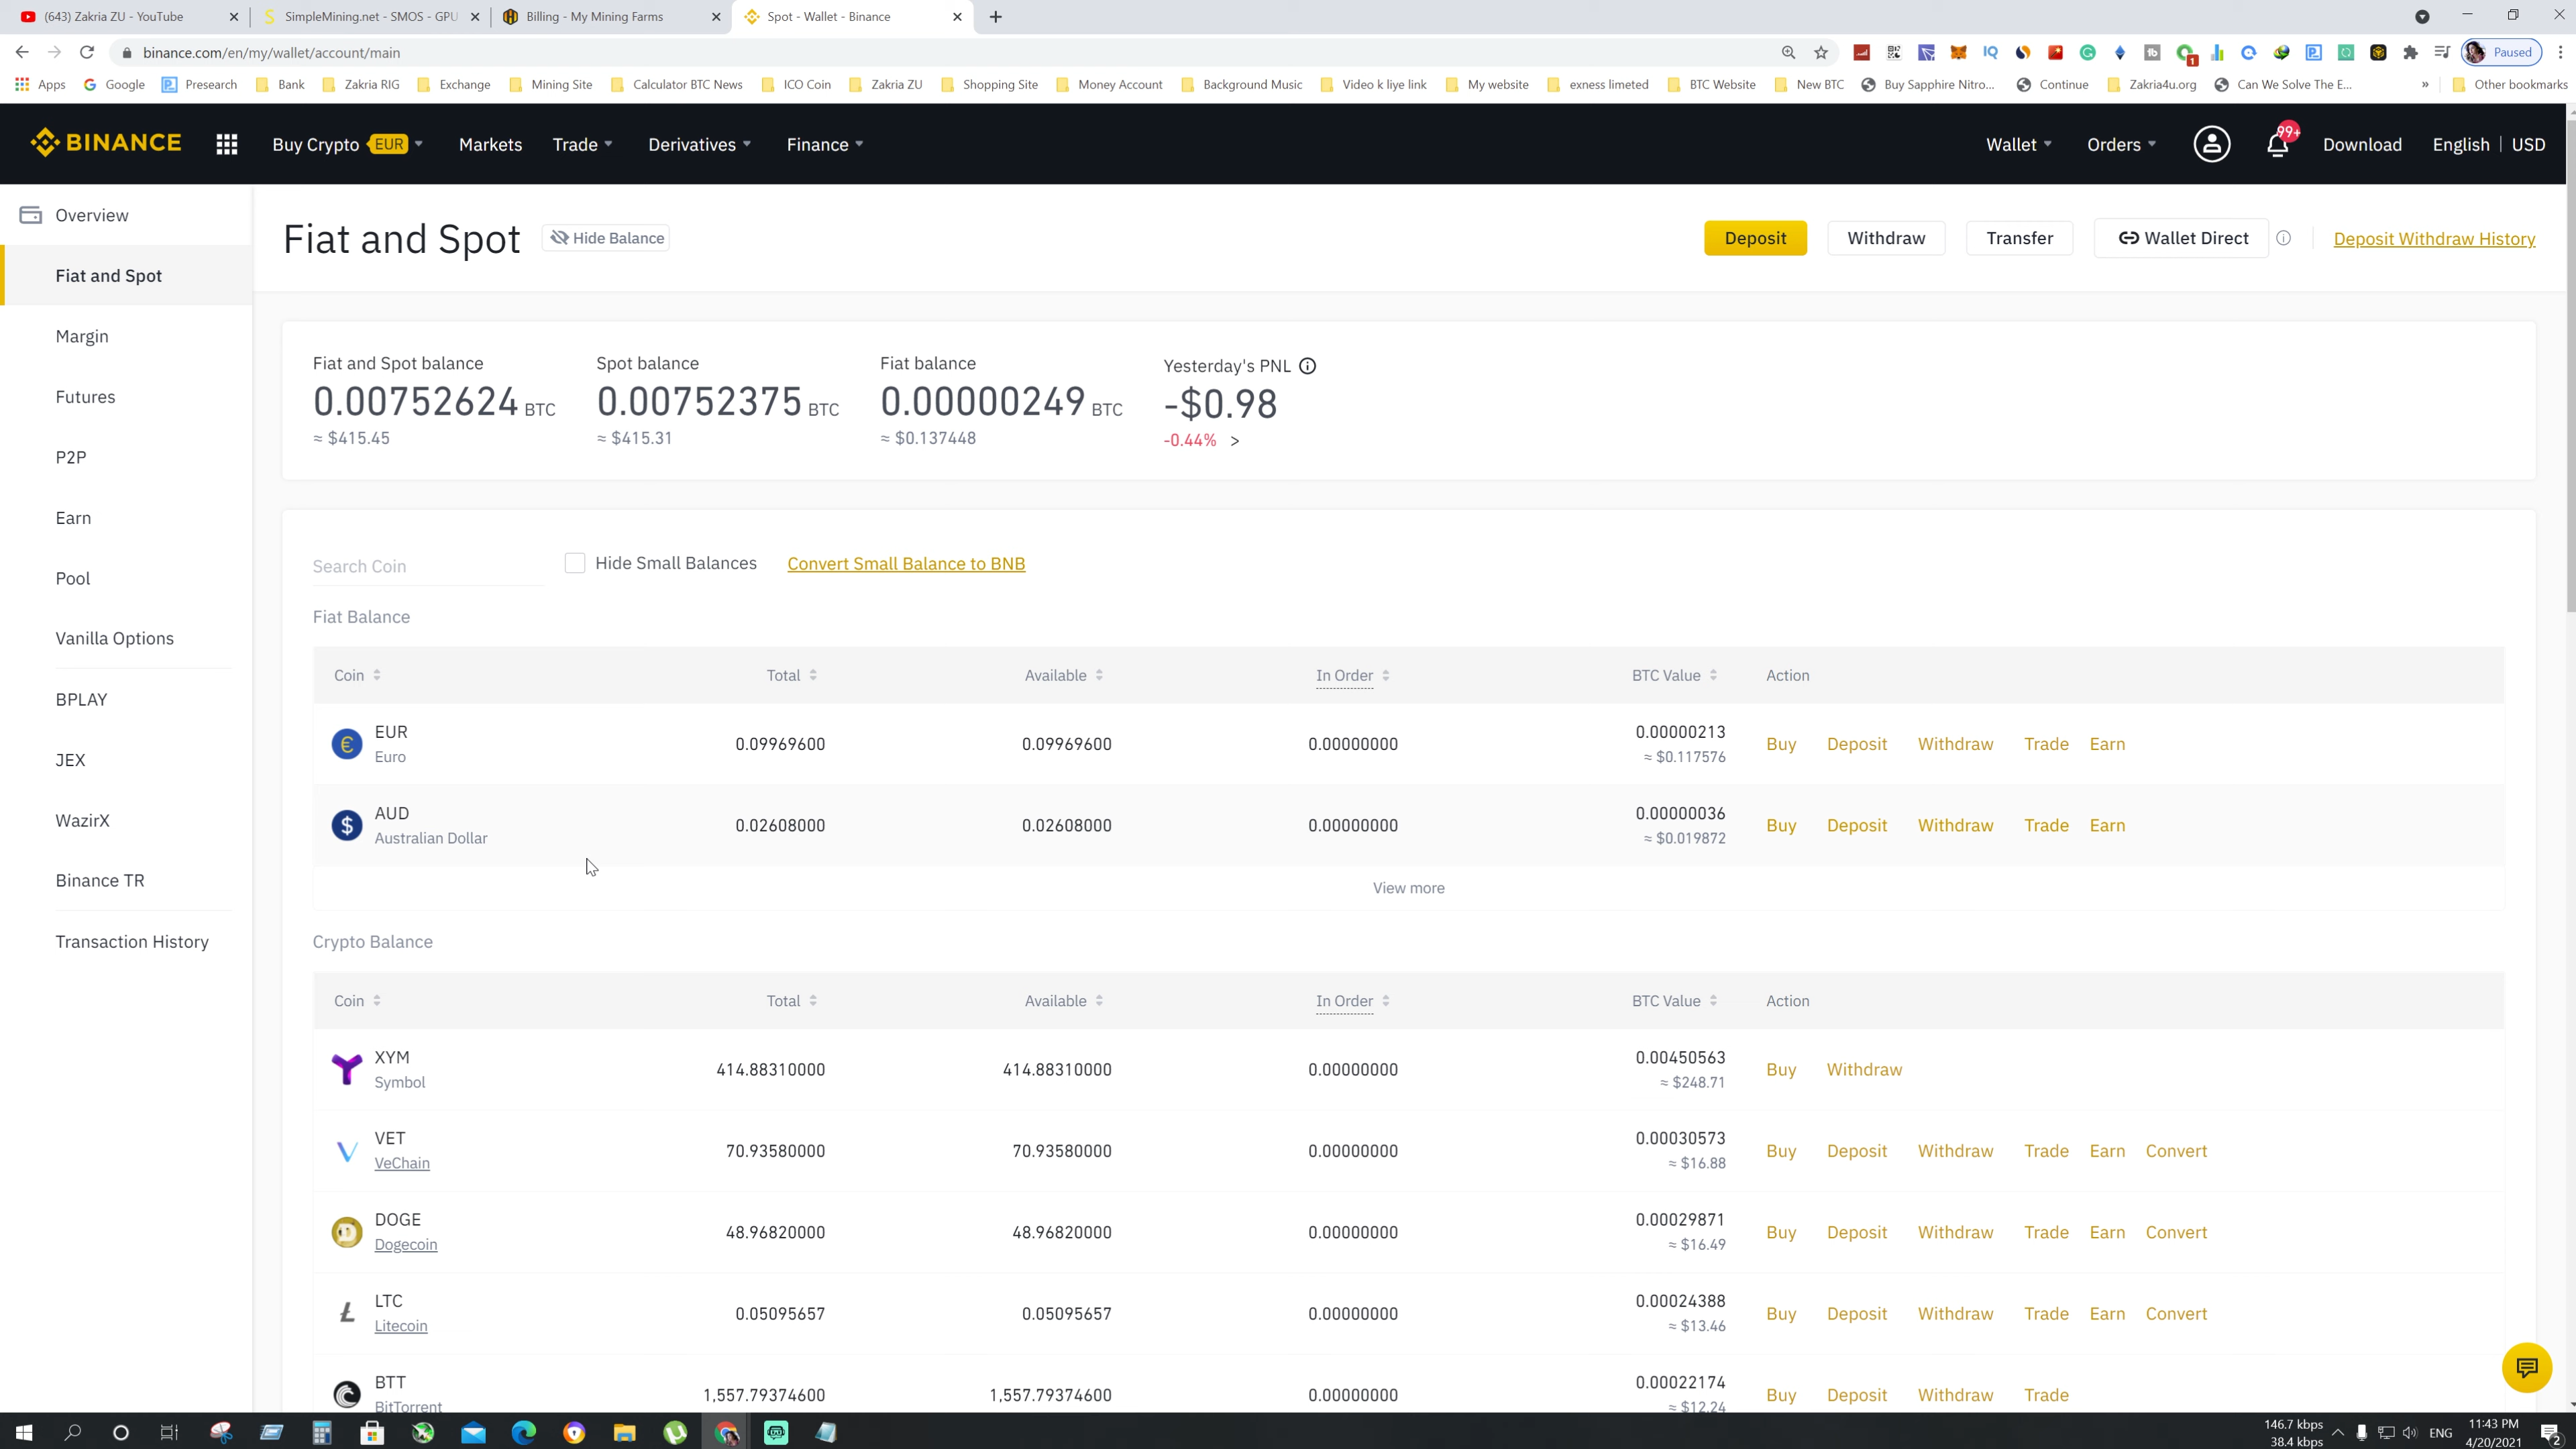 (643) Zakria ZU - YouTube
SimpleMining.net - SMOS - GPU
Billing - My Mining Farms
Spot - Wallet - Binance
binance.com/en/my/wallet/account/main
Paused
Apps Google Presearch Bank Zakria RIG Exchange Mining Site Calculator BTC News ICO Coin Zakria ZU Shopping Site Money Account Background Music Video k liye link My website exness limeted BTC Website New BTC Buy Sapphire Nitro... Continue Zakria4u.org Can We Solve The E... » Other bookmarks
BINANCE Buy Crypto EUR Markets Trade Derivatives Finance Wallet Orders 99+ Download English USD
Overview
Fiat and Spot
Margin
Futures
P2P
Earn
Pool
Vanilla Options
BPLAY
JEX
WazirX
Binance TR
Transaction History
Fiat and Spot Hide Balance Deposit Withdraw Transfer Wallet Direct Deposit Withdraw History
Fiat and Spot balance Spot balance Fiat balance Yesterday's PNL
0.00752624 BTC 0.00752375 BTC 0.00000249 BTC -$0.98
≈ $415.45 ≈ $415.31 ≈ $0.137448 -0.44% >
Search Coin Hide Small Balances Convert Small Balance to BNB
Fiat Balance
Coin Total Available In Order BTC Value Action
EUR 0.09969600 0.09969600 0.00000000 0.00000213 Buy Deposit Withdraw Trade Earn
Euro ≈ $0.117576
AUD 0.02608000 0.02608000 0.00000000 0.00000036 Buy Deposit Withdraw Trade Earn
Australian Dollar ≈ $0.019872
View more
Crypto Balance
Coin Total Available In Order BTC Value Action
XYM 414.88310000 414.88310000 0.00000000 0.00450563 Buy Withdraw
Symbol ≈ $248.71
VET 70.93580000 70.93580000 0.00000000 0.00030573 Buy Deposit Withdraw Trade Earn Convert
VeChain ≈ $16.88
DOGE 48.96820000 48.96820000 0.00000000 0.00029871 Buy Deposit Withdraw Trade Earn Convert
Dogecoin ≈ $16.49
LTC 0.05095657 0.05095657 0.00000000 0.00024388 Buy Deposit Withdraw Trade Earn Convert
Litecoin ≈ $13.46
BTT 1,557.79374600 1,557.79374600 0.00000000 0.00022174 Buy Deposit Withdraw Trade
BitTorrent ≈ $12.24
146.7 kbps
38.4 kbps
ENG
11:43 PM
4/20/2021
2